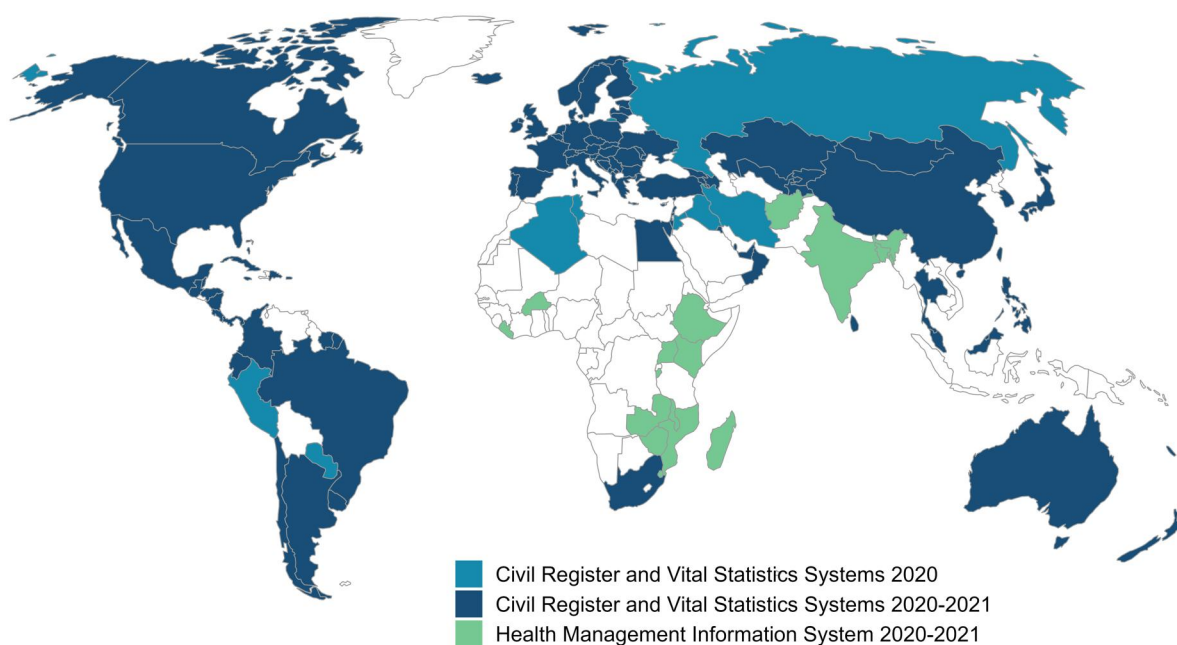 Civil Register and Vital Statistics Systems 2020
Civil Register and Vital Statistics Systems 2020-2021
Health Management Information System 2020-2021